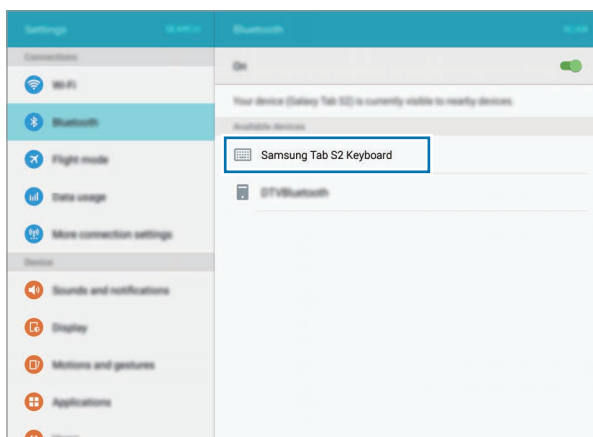 Settings
SEARCH
Bluetooth
SCAN
Connections
On
Wi-Fi
Your device (Galaxy Tab S2) is currently visible to nearby devices.
Bluetooth
Available devices
Flight mode
Samsung Tab S2 Keyboard
Data usage
DTVBluetooth
More connection settings
Device
Sounds and notifications
Display
Motions and gestures
Applications